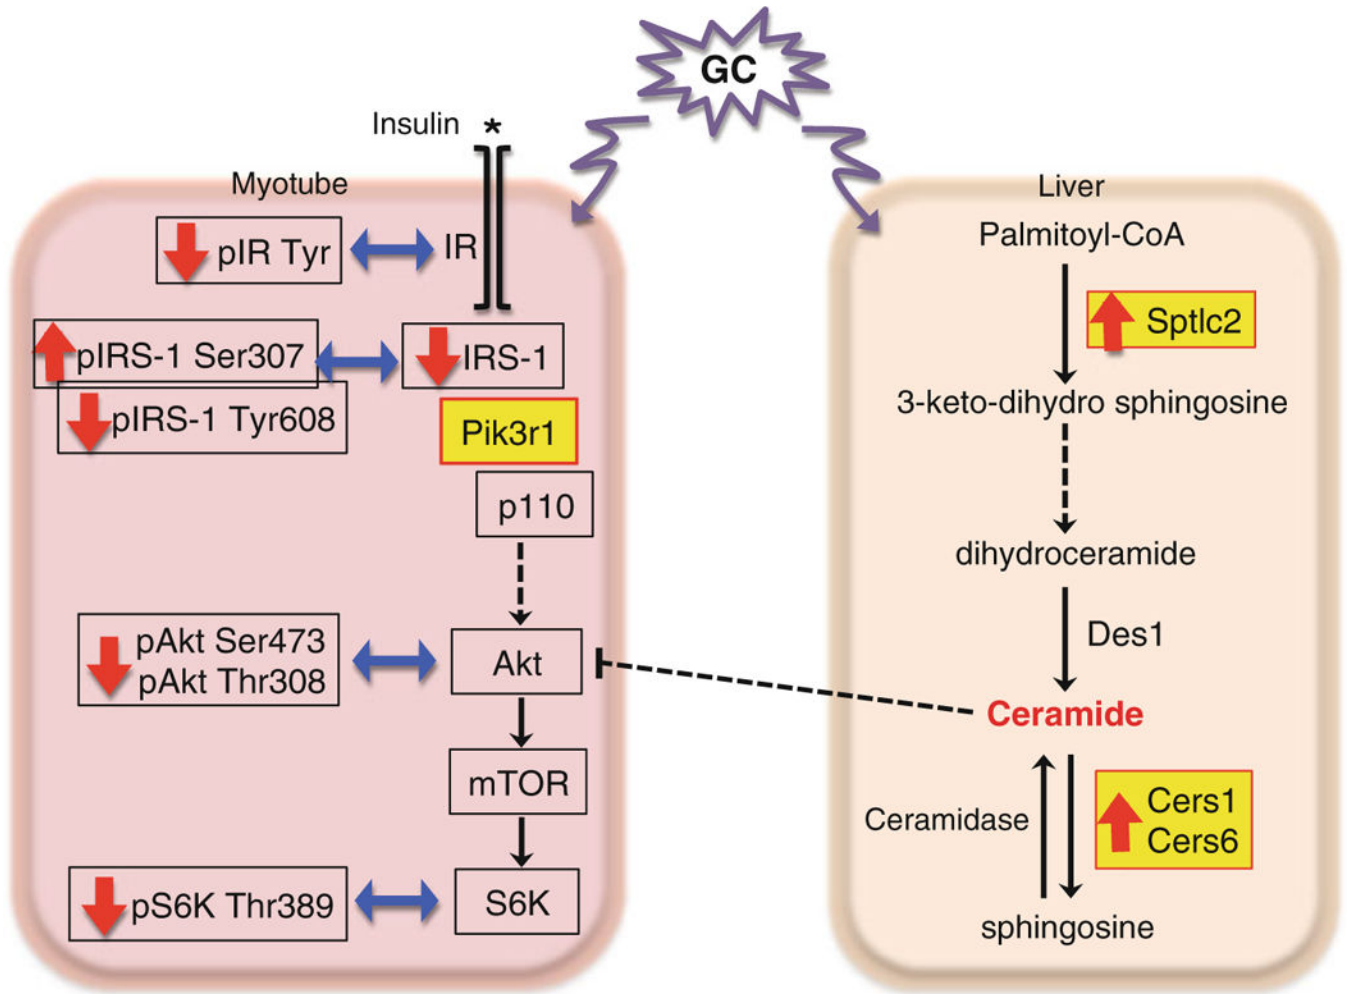 GC
Insulin *
Myotube
pIR Tyr
IR
pIRS-1 Ser307
IRS-1
pIRS-1 Tyr608
Pik3r1
p110
pAkt Ser473
pAkt Thr308
Akt
mTOR
pS6K Thr389
S6K
Liver
Palmitoyl-CoA
Sptlc2
3-keto-dihydro sphingosine
dihydroceramide
Des1
Ceramide
Ceramidase
Cers1
Cers6
sphingosine